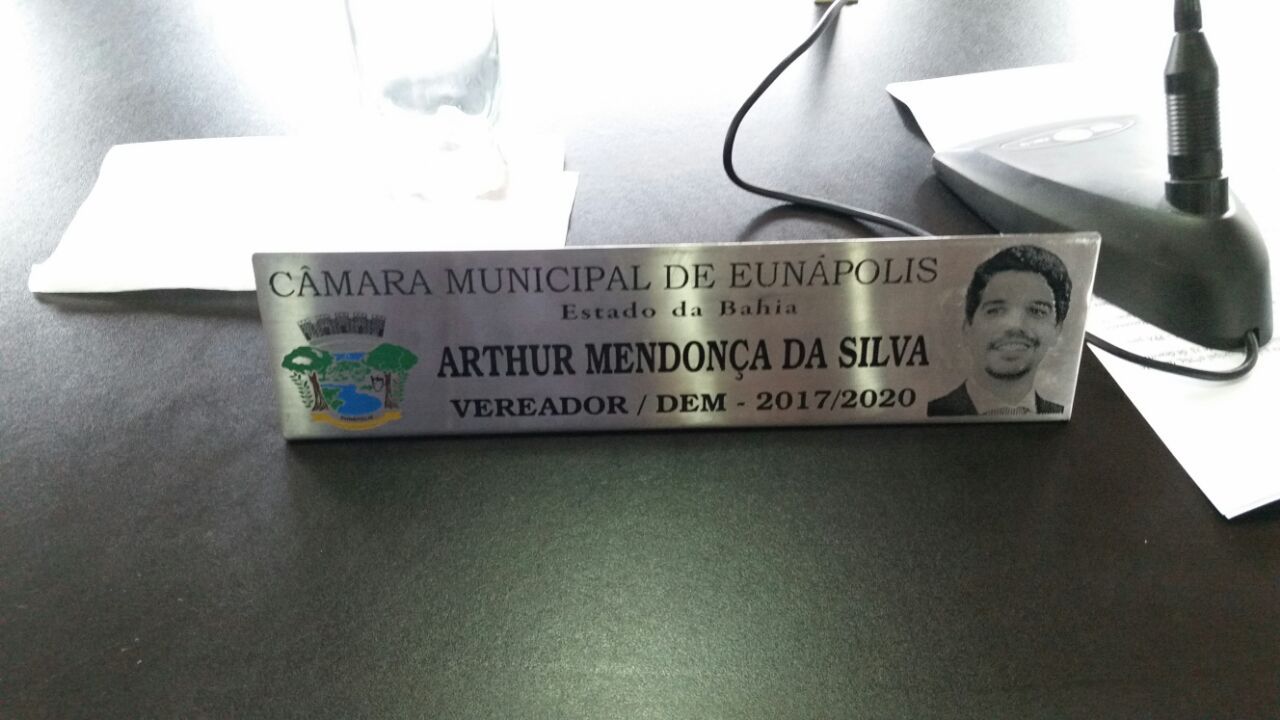 CÂMARA MUNICIPAL DE EUNÁPOLIS
Estado da Bahia
ARTHUR MENDONÇA DA SILVA
VEREADOR / DEM - 2017/2020